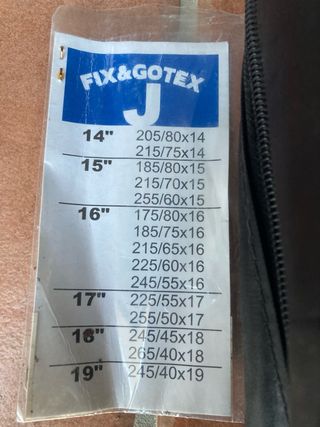 FIX&GOTEX
J
14" 205/80x14
215/75x14
15" 185/80x15
215/70x15
255/60x15
16" 175/80x16
185/75x16
215/65x16
225/60x16
245/55x16
17" 225/55x17
255/50x17
18" 245/45x18
265/40x18
19" 245/40x19